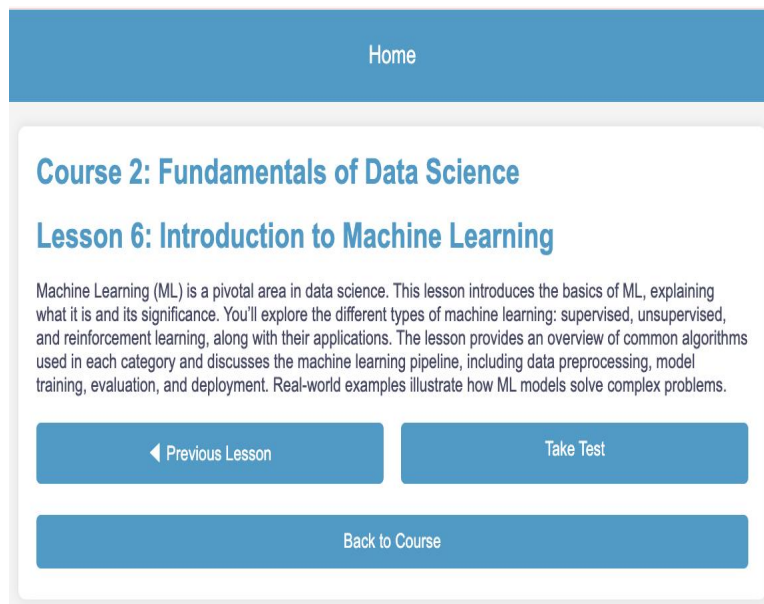 Home
Course 2: Fundamentals of Data Science
Lesson 6: Introduction to Machine Learning
Machine Learning (ML) is a pivotal area in data science. This lesson introduces the basics of ML, explaining
what it is and its significance. You'll explore the different types of machine learning: supervised, unsupervised,
and reinforcement learning, along with their applications. The lesson provides an overview of common algorithms
used in each category and discusses the machine learning pipeline, including data preprocessing, model
training, evaluation, and deployment. Real-world examples illustrate how ML models solve complex problems.
Previous Lesson
Take Test
Back to Course